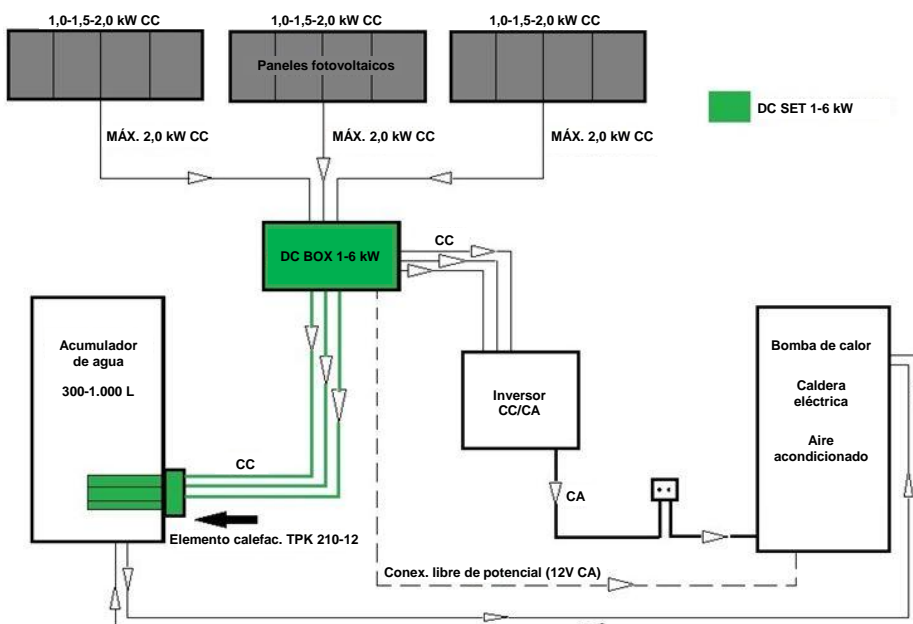 1,0-1,5-2,0 kW CC
1,0-1,5-2,0 kW CC
1,0-1,5-2,0 kW CC
Paneles fotovoltaicos
DC SET 1-6 kW
MÁX. 2,0 kW CC
MÁX. 2,0 kW CC
MÁX. 2,0 kW CC
DC BOX 1-6 kW
CC
Acumulador
de agua
300-1.000 L
Inversor
CC/CA
Bomba de calor
Caldera
eléctrica
Aire
acondicionado
CC
CA
Elemento calefac. TPK 210-12
Conex. libre de potencial (12V CA)